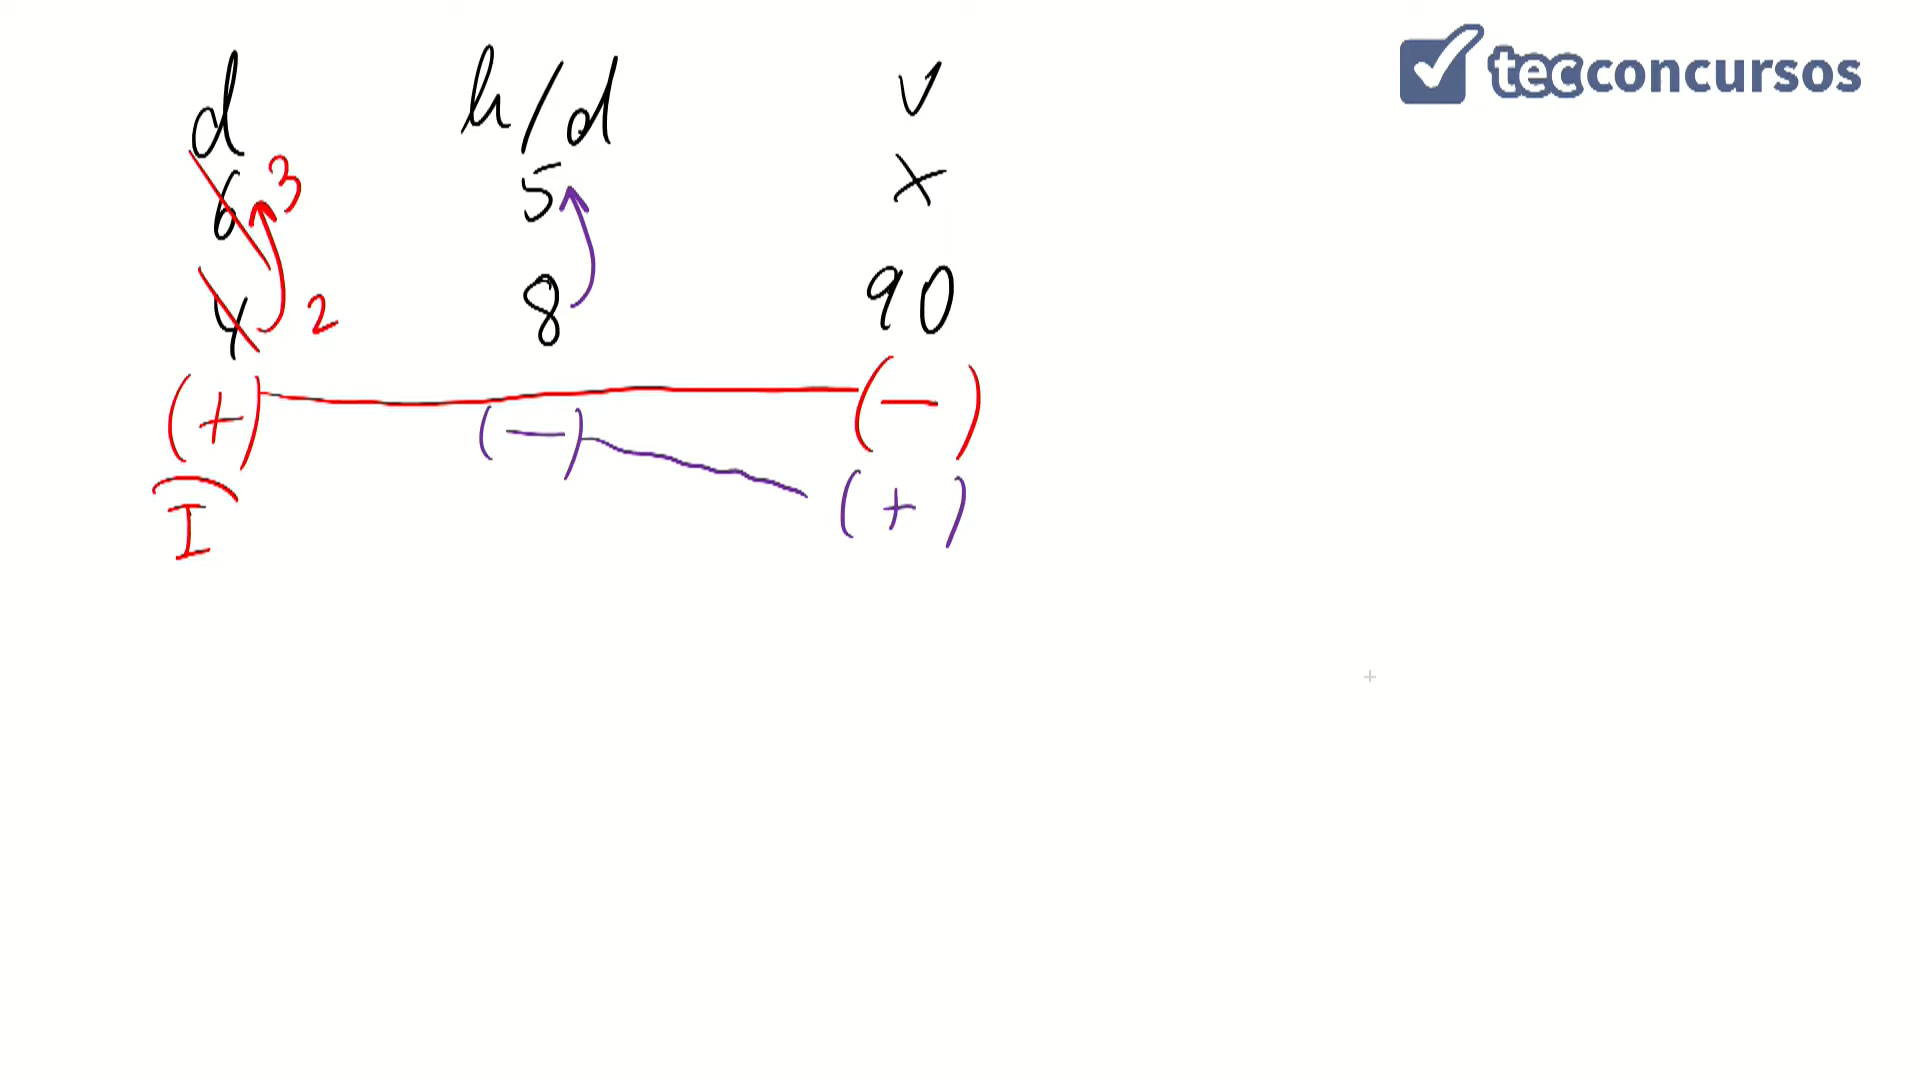 tecconcursos
d h/d v
6 3 5 x
4 2 8 90
(+) (−) (−)
(+)
I